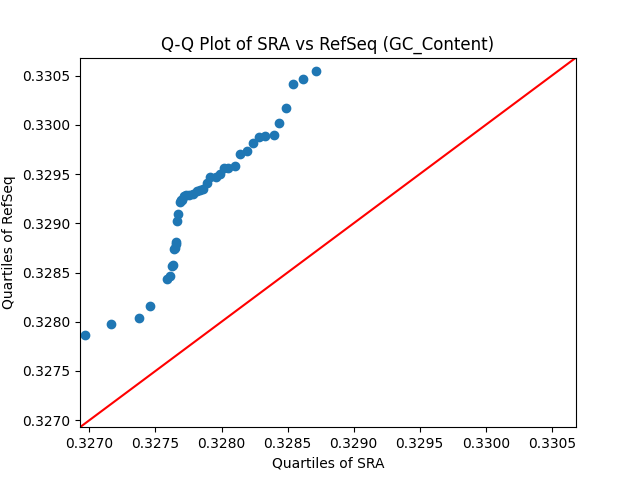 Q-Q Plot of SRA vs RefSeq (GC_Content)
Quartiles of RefSeq
0.3305
0.3300
0.3295
0.3290
0.3285
0.3280
0.3275
0.3270
0.3270 0.3275 0.3280 0.3285 0.3290 0.3295 0.3300 0.3305
Quartiles of SRA